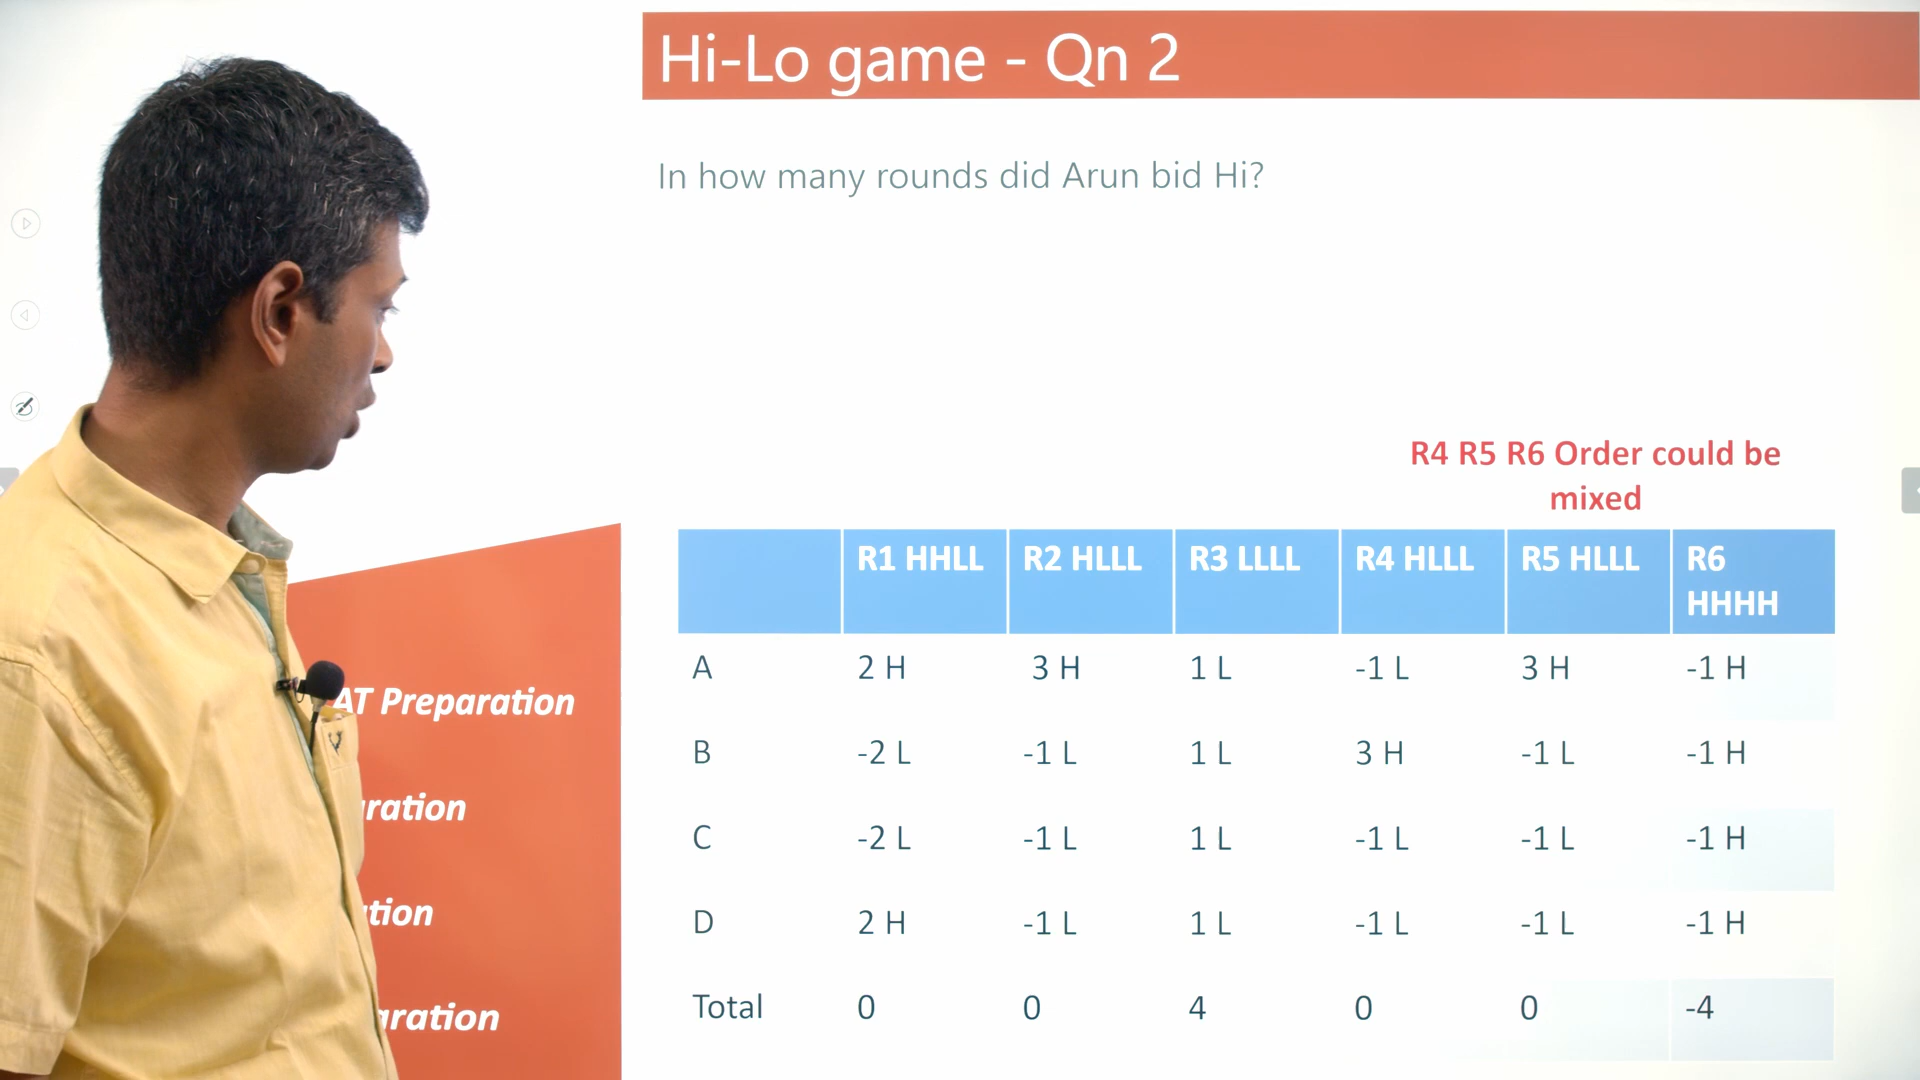 Hi-Lo game - Qn 2
In how many rounds did Arun bid Hi?
R4 R5 R6 Order could be
mixed
R1 HHLL R2 HLLL R3 LLLL R4 HLLL R5 HLLL R6
HHHH
A 2 H 3 H 1 L -1 L 3 H -1 H
B -2 L -1 L 1 L 3 H -1 L -1 H
C -2 L -1 L 1 L -1 L -1 L -1 H
D 2 H -1 L 1 L -1 L -1 L -1 H
Total 0 0 4 0 0 -4
AT Preparation